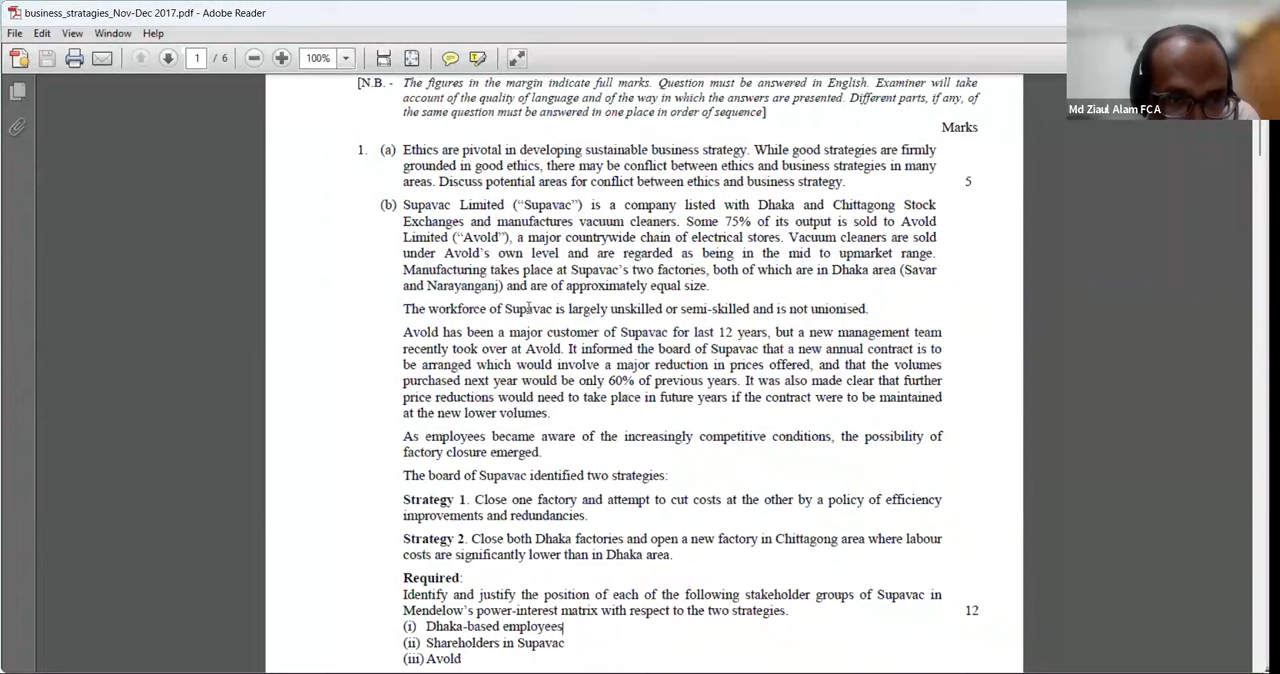 business_stratagies_Nov-Dec 2017.pdf - Adobe Reader
File Edit View Window Help
1 / 6 100%
Md Ziaul Alam FCA
[N.B. - The figures in the margin indicate full marks. Question must be answered in English. Examiner will take
account of the quality of language and of the way in which the answers are presented. Different parts, if any, of
the same question must be answered in one place in order of sequence]
Marks
1. (a) Ethics are pivotal in developing sustainable business strategy. While good strategies are firmly
grounded in good ethics, there may be conflict between ethics and business strategies in many
areas. Discuss potential areas for conflict between ethics and business strategy. 5
(b) Supavac Limited ("Supavac") is a company listed with Dhaka and Chittagong Stock
Exchanges and manufactures vacuum cleaners. Some 75% of its output is sold to Avold
Limited ("Avold"), a major countrywide chain of electrical stores. Vacuum cleaners are sold
under Avold's own level and are regarded as being in the mid to upmarket range.
Manufacturing takes place at Supavac's two factories, both of which are in Dhaka area (Savar
and Narayanganj) and are of approximately equal size.
The workforce of Supavac is largely unskilled or semi-skilled and is not unionised.
Avold has been a major customer of Supavac for last 12 years, but a new management team
recently took over at Avold. It informed the board of Supavac that a new annual contract is to
be arranged which would involve a major reduction in prices offered, and that the volumes
purchased next year would be only 60% of previous years. It was also made clear that further
price reductions would need to take place in future years if the contract were to be maintained
at the new lower volumes.
As employees became aware of the increasingly competitive conditions, the possibility of
factory closure emerged.
The board of Supavac identified two strategies:
Strategy 1. Close one factory and attempt to cut costs at the other by a policy of efficiency
improvements and redundancies.
Strategy 2. Close both Dhaka factories and open a new factory in Chittagong area where labour
costs are significantly lower than in Dhaka area.
Required:
Identify and justify the position of each of the following stakeholder groups of Supavac in
Mendelow's power-interest matrix with respect to the two strategies. 12
(i) Dhaka-based employees
(ii) Shareholders in Supavac
(iii) Avold